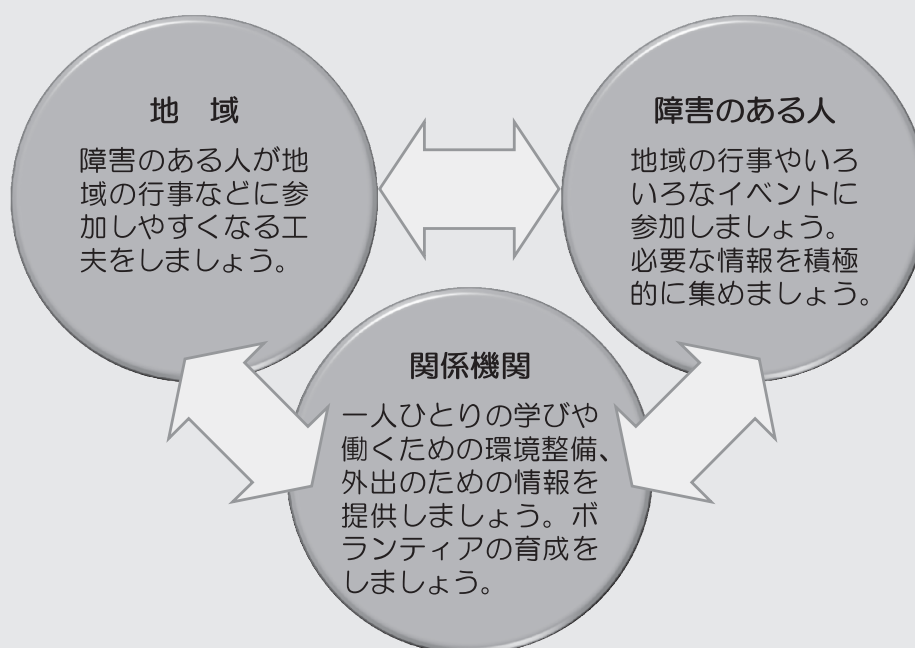 地　域
障害のある人が地
域の行事などに参
加しやすくなる工
夫をしましょう。
障害のある人
地域の行事やいろ
いろなイベントに
参加しましょう。
必要な情報を積極
的に集めましょう。
関係機関
一人ひとりの学びや
働くための環境整備、
外出のための情報を
提供しましょう。ボ
ランティアの育成を
しましょう。